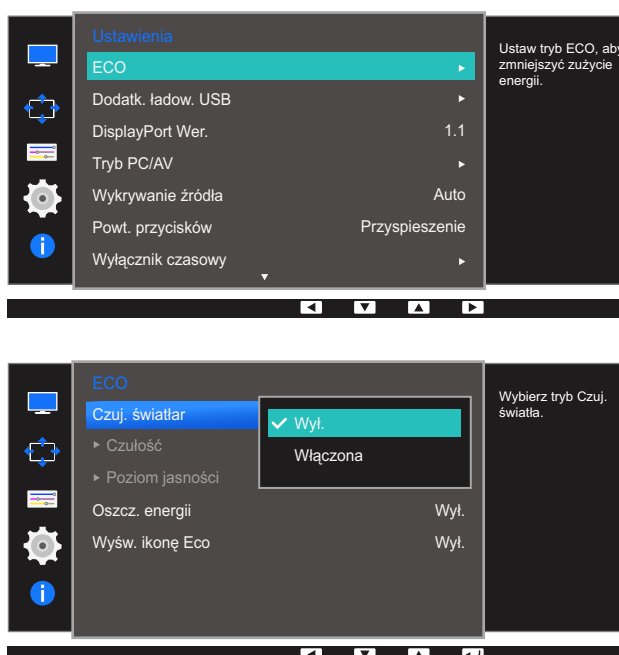 Ustawienia
ECO
Dodatk. ładow. USB
DisplayPort Wer. 1.1
Tryb PC/AV
Wykrywanie źródła Auto
Powt. przycisków Przyspieszenie
Wyłącznik czasowy
Ustaw tryb ECO, aby
zmniejszyć zużycie
energii.
ECO
Czuj. światłar
Wył.
Włączona
Czułość
Poziom jasności
Oszcz. energii Wył.
Wyśw. ikonę Eco Wył.
Wybierz tryb Czuj.
światła.